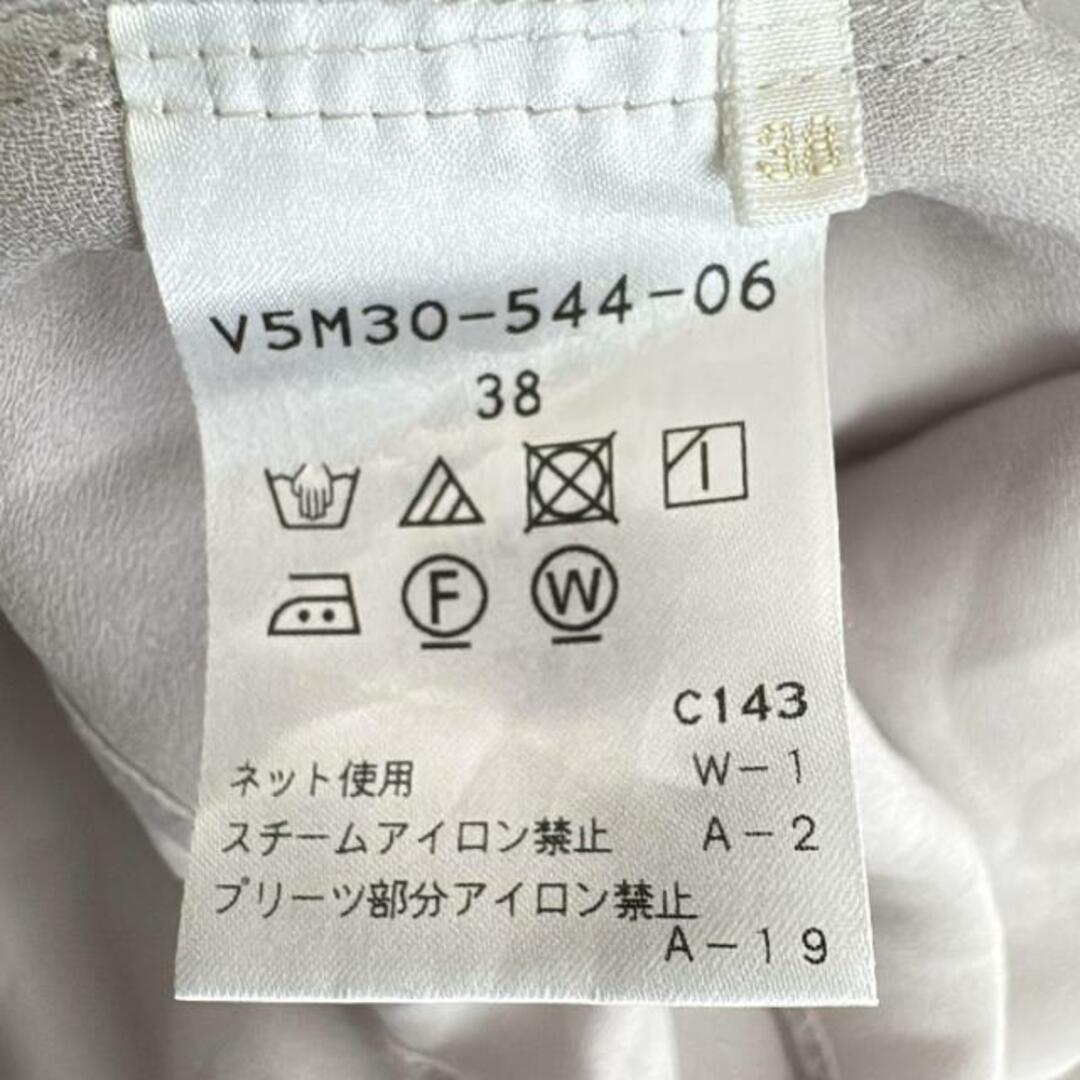 38
V5M30-544-06
38
F W
C143
ネット使用 W-1
スチームアイロン禁止 A-2
プリーツ部分アイロン禁止
A-19